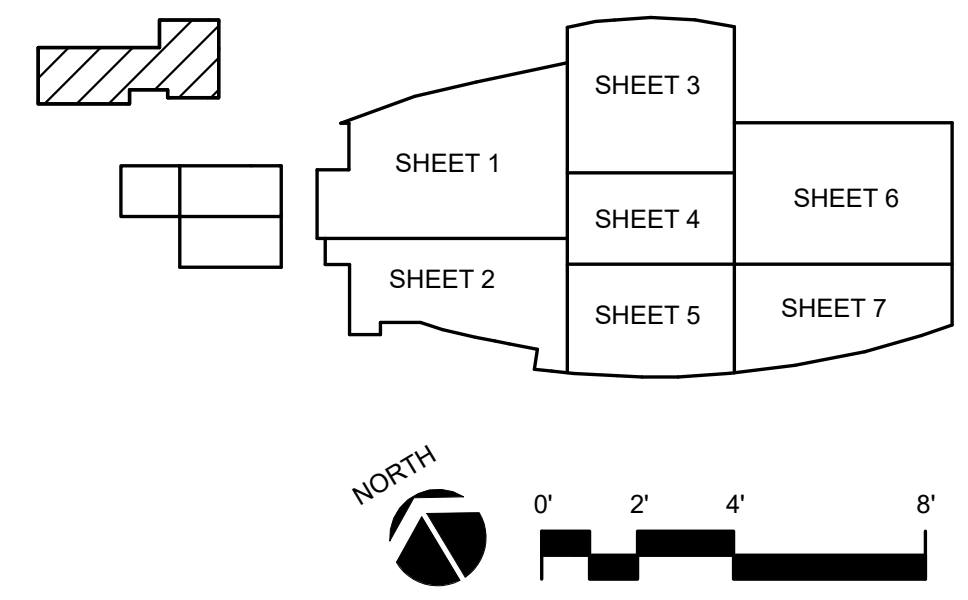 SHEET 3
SHEET 1
SHEET 6
SHEET 4
SHEET 2
SHEET 5
SHEET 7
NORTH
0' 2' 4' 8'